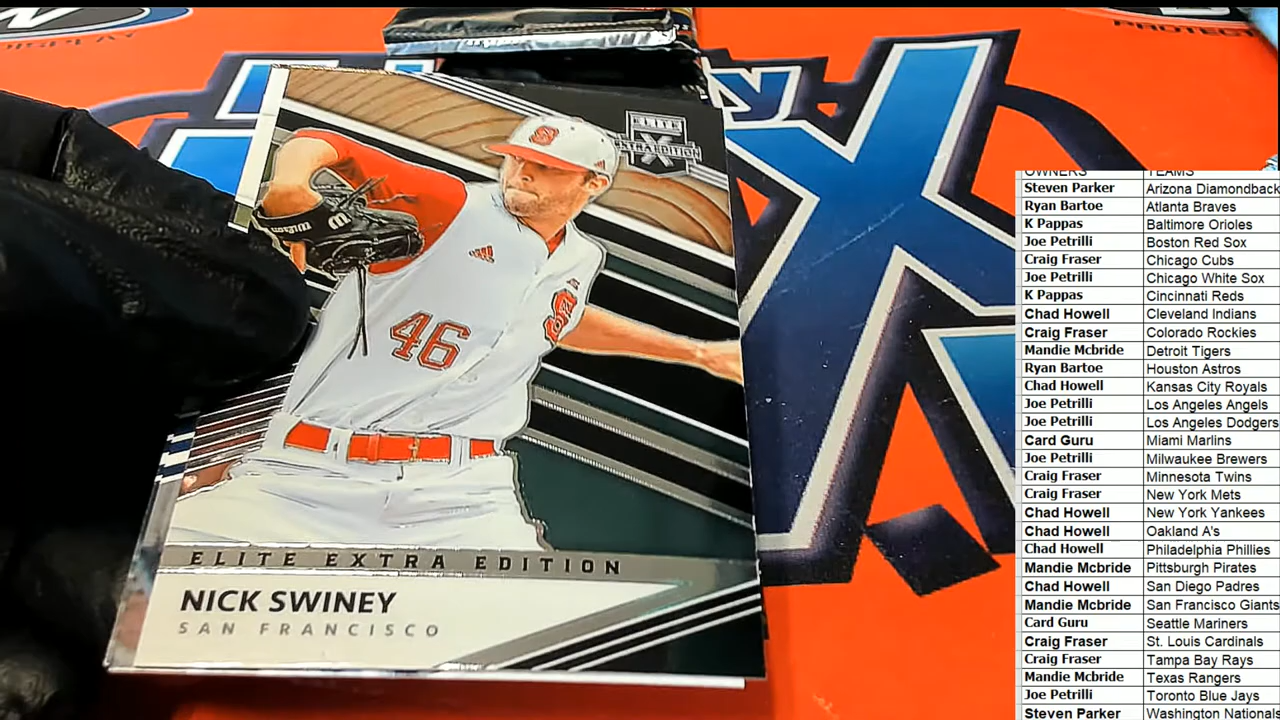 DISPLAY
PROTECT
ELITE
EXTRA EDITION
46
ELITE EXTRA EDITION
NICK SWINEY
SAN FRANCISCO
OWNERS TEAMS
Steven Parker Arizona Diamondback
Ryan Bartoe Atlanta Braves
K Pappas Baltimore Orioles
Joe Petrilli Boston Red Sox
Craig Fraser Chicago Cubs
Joe Petrilli Chicago White Sox
K Pappas Cincinnati Reds
Chad Howell Cleveland Indians
Craig Fraser Colorado Rockies
Mandie Mcbride Detroit Tigers
Ryan Bartoe Houston Astros
Chad Howell Kansas City Royals
Joe Petrilli Los Angeles Angels
Joe Petrilli Los Angeles Dodgers
Card Guru Miami Marlins
Joe Petrilli Milwaukee Brewers
Craig Fraser Minnesota Twins
Craig Fraser New York Mets
Chad Howell New York Yankees
Chad Howell Oakland A's
Chad Howell Philadelphia Phillies
Mandie Mcbride Pittsburgh Pirates
Chad Howell San Diego Padres
Mandie Mcbride San Francisco Giants
Card Guru Seattle Mariners
Craig Fraser St. Louis Cardinals
Craig Fraser Tampa Bay Rays
Mandie Mcbride Texas Rangers
Joe Petrilli Toronto Blue Jays
Steven Parker Washington Nationals